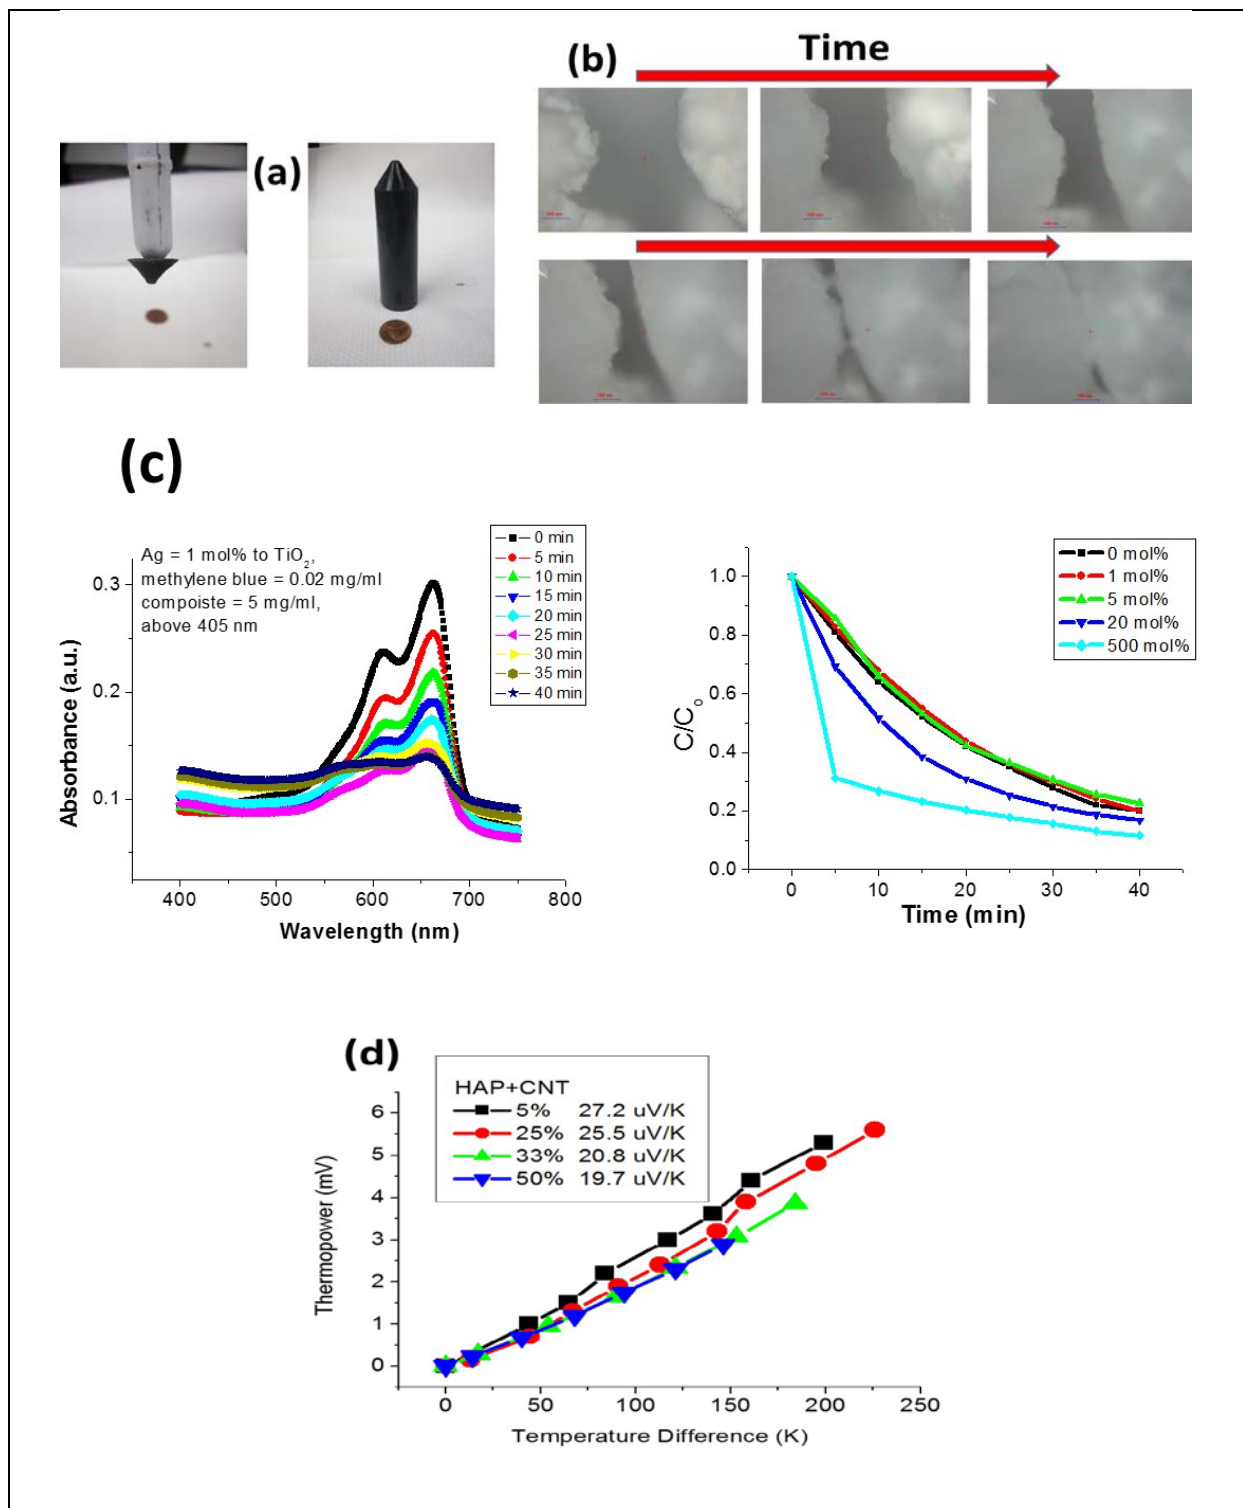 Time
(b)
(a)
(c)
Ag = 1 mol% to TiO2,
methylene blue = 0.02 mg/ml
compoiste = 5 mg/ml,
above 405 nm
0 min
5 min
10 min
15 min
20 min
25 min
30 min
35 min
40 min
0.3
0.2
0.1
Absorbance (a.u.)
400 500 600 700 800
Wavelength (nm)
0 mol%
1 mol%
5 mol%
20 mol%
500 mol%
1.0
0.8
0.6
0.4
0.2
0.0
C/Co
0 10 20 30 40
Time (min)
(d)
HAP+CNT
5% 27.2 uV/K
25% 25.5 uV/K
33% 20.8 uV/K
50% 19.7 uV/K
6
5
4
3
2
1
0
Thermopower (mV)
0 50 100 150 200 250
Temperature Difference (K)